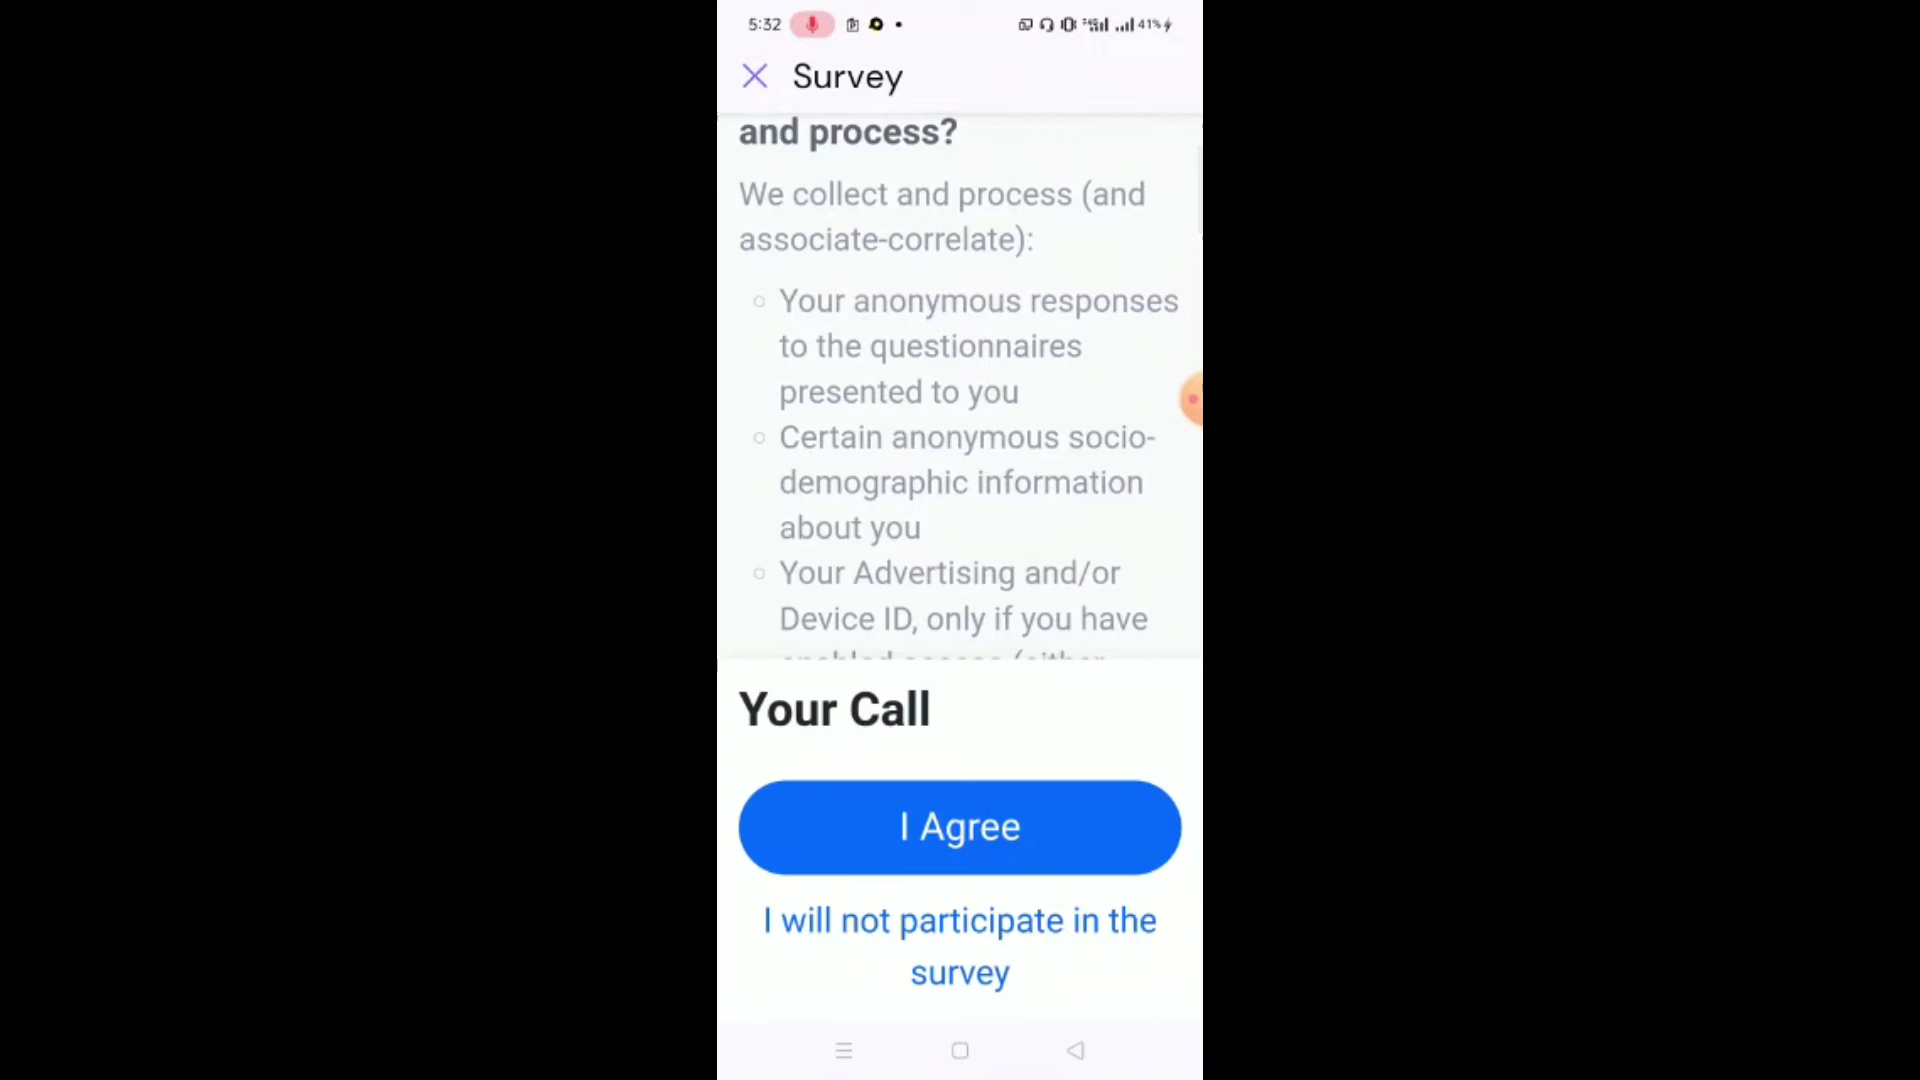 5:32
41%
Survey
and process?
We collect and process (and
associate-correlate):
Your anonymous responses
to the questionnaires
presented to you
Certain anonymous socio-
demographic information
about you
Your Advertising and/or
Device ID, only if you have
Your Call
I Agree
I will not participate in the
survey